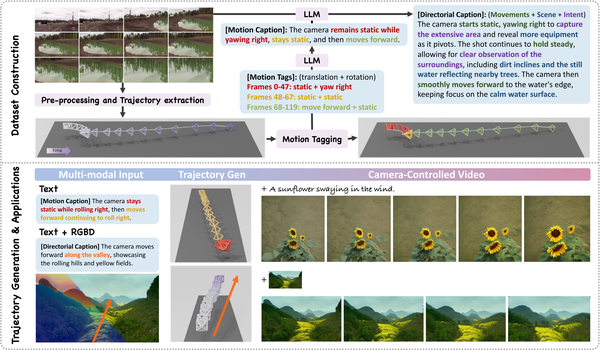 Dataset Construction
Pre-processing and Trajectory extraction
Time
Motion Tagging
LLM
[Motion Caption]: The camera remains static while
yawing right, stays static, and then moves forward.
LLM
[Motion Tags]: (translation + rotation)
Frames 0-47: static + yaw right
Frames 48-67: static + static
Frames 68-119: move forward + static
[Directorial Caption]: (Movements + Scene + Intent)
The camera starts static, yawing right to capture
the extensive area and reveal more equipment
as it pivots. The shot continues to hold steady,
allowing for clear observation of the
surroundings, including dirt inclines and the still
water reflecting nearby trees. The camera then
smoothly moves forward to the water's edge,
keeping focus on the calm water surface.
Trajectory Generation & Applications
Multi-modal Input
Text
[Motion Caption] The camera stays
static while rolling right, then moves
forward continuing to roll right.
Text + RGBD
[Directorial Caption] The camera moves
forward along the valley, showcasing
the rolling hills and yellow fields.
Trajectory Gen
Camera-Controlled Video
+ A sunflower swaying in the wind.
+